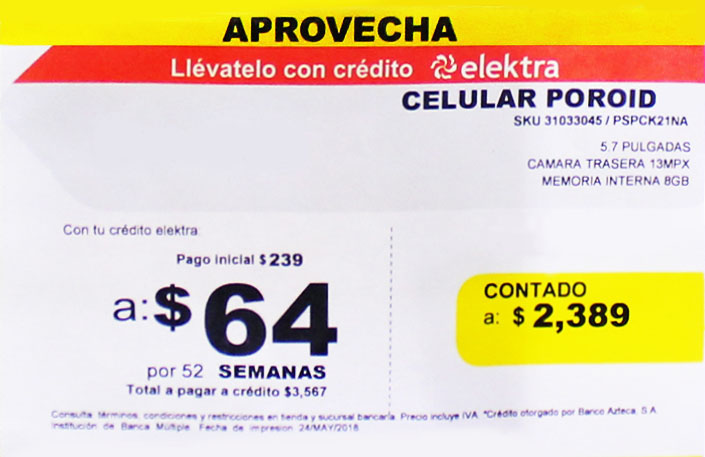 APROVECHA
Llévatelo con crédito elektra
CELULAR POROID
SKU 31033045 / PSPCK21NA
5.7 PULGADAS
CAMARA TRASERA 13MPX
MEMORIA INTERNA 8GB
Con tu crédito elektra:
Pago inicial $239
a: $64
por 52 SEMANAS
Total a pagar a crédito $3,567
CONTADO
a: $ 2,389
Consulta términos, condiciones y restricciones en tienda y sucursal bancaria. Precio incluye IVA. *Crédito otorgado por Banco Azteca, S.A.
Institución de Banca Múltiple. Fecha de impresión 24/MAY/2018